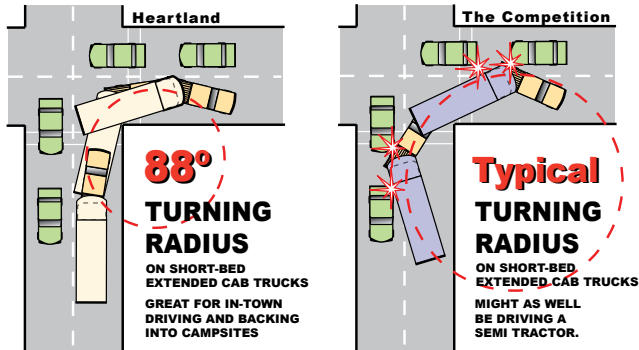 Heartland
88º
TURNING
RADIUS
ON SHORT-BED
EXTENDED CAB TRUCKS
GREAT FOR IN-TOWN
DRIVING AND BACKING
INTO CAMPSITES
The Competition
Typical
TURNING
RADIUS
ON SHORT-BED
EXTENDED CAB TRUCKS
MIGHT AS WELL
BE DRIVING A
SEMI TRACTOR.